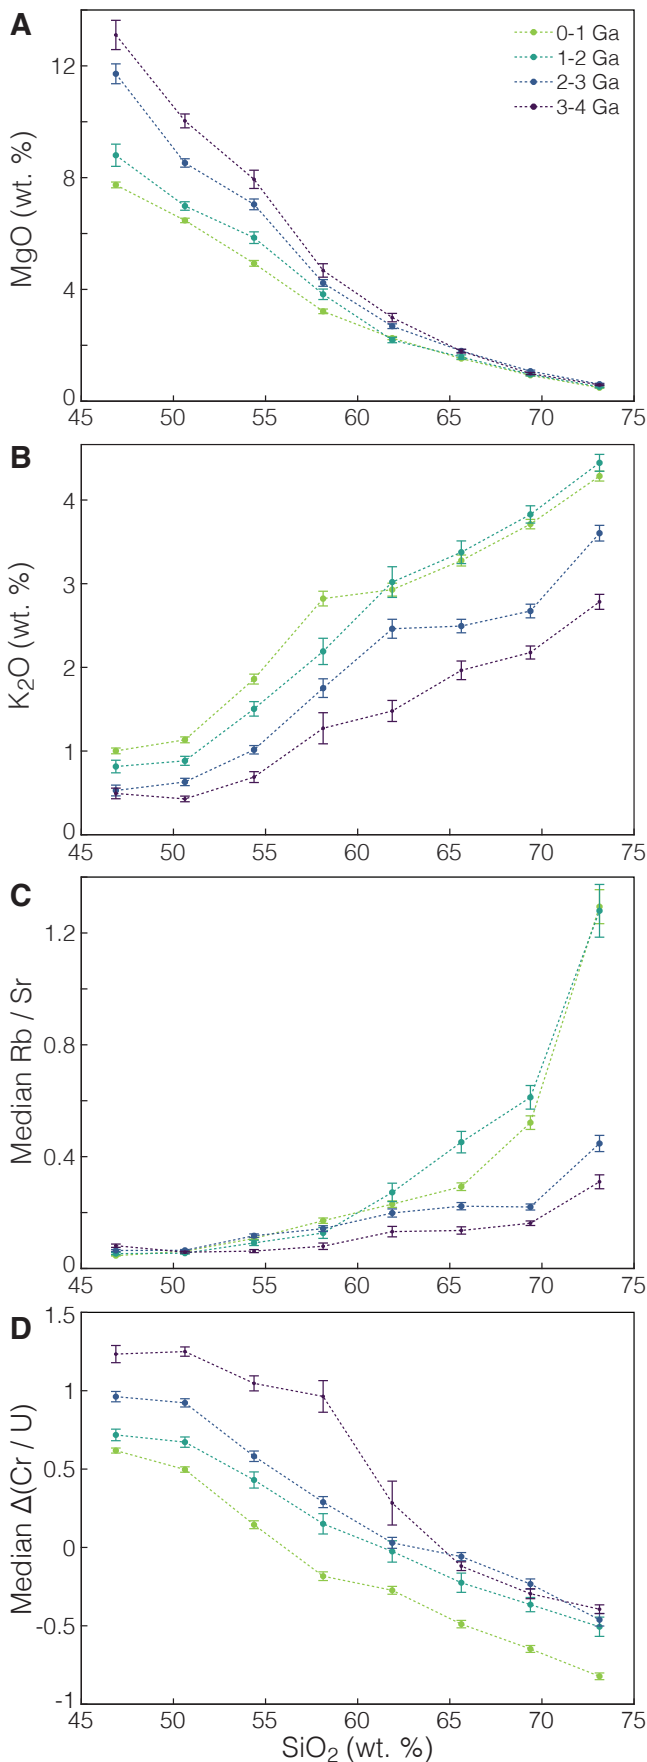 A
MgO (wt. %)
12
8
4
0
0-1 Ga
1-2 Ga
2-3 Ga
3-4 Ga
45 50 55 60 65 70 75
B
K₂O (wt. %)
4
3
2
1
0
45 50 55 60 65 70 75
C
Median Rb / Sr
1.2
0.8
0.4
0
45 50 55 60 65 70 75
D
Median Δ(Cr / U)
1.5
1
0.5
0
-0.5
-1
45 50 55 60 65 70 75
SiO₂ (wt. %)